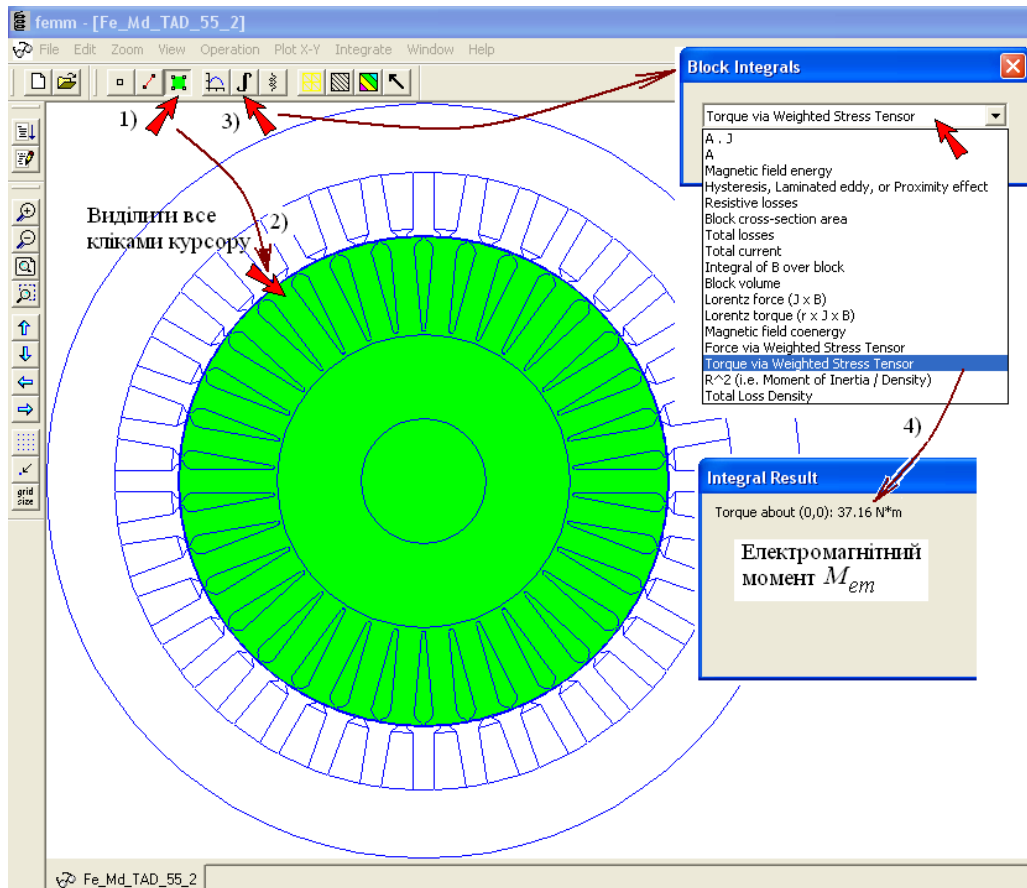 femm - [Fe_Md_TAD_55_2]
File Edit Zoom View Operation Plot X-Y Integrate Window Help
1)
3)
Виділити все
кліками курсору
2)
grid
size
Block Integrals
Torque via Weighted Stress Tensor
A . J
A
Magnetic field energy
Hysteresis, Laminated eddy, or Proximity effect
Resistive losses
Block cross-section area
Total losses
Total current
Integral of B over block
Block volume
Lorentz force (J x B)
Lorentz torque (r x J x B)
Magnetic field coenergy
Force via Weighted Stress Tensor
Torque via Weighted Stress Tensor
R^2 (i.e. Moment of Inertia / Density)
Total Loss Density
4)
Integral Result
Torque about (0,0): 37.16 N*m
Електромагнітний
момент M_em
Fe_Md_TAD_55_2